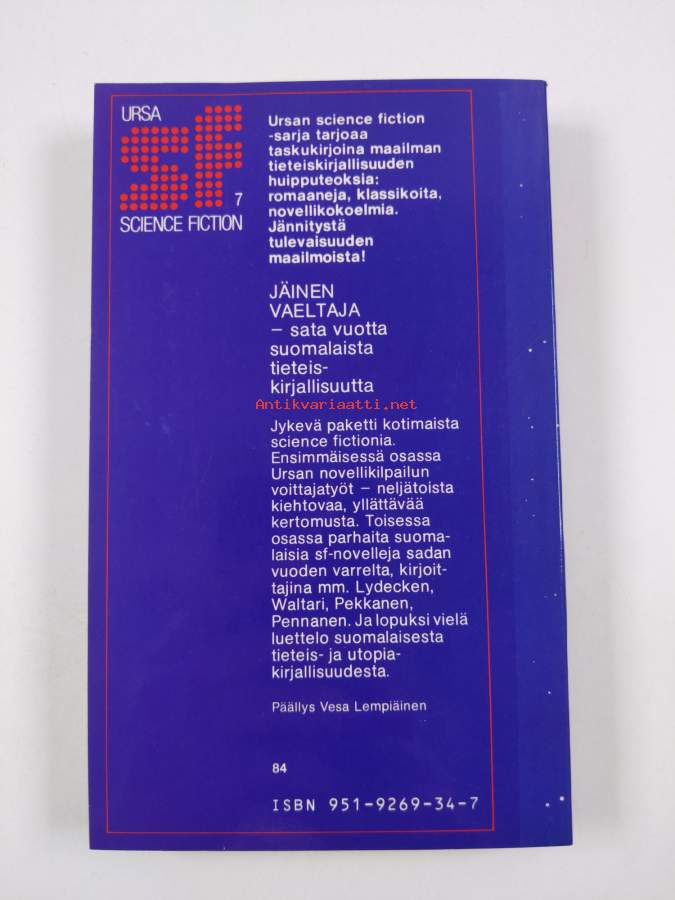 URSA
sf
7
SCIENCE FICTION
Ursan science fiction
-sarja tarjoaa
taskukirjoina maailman
tieteiskirjallisuuden
huipputeoksia:
romaaneja, klassikoita,
novellikokoelmia.
Jännitystä
tulevaisuuden
maailmoista!
JÄINEN
VAELTAJA
– sata vuotta
suomalaista
tieteis-
kirjallisuutta
Antikvariaatti.net
Jykevä paketti kotimaista
science fictionia.
Ensimmäisessä osassa
Ursan novellikilpailun
voittajatyöt – neljätoista
kiehtovaa, yllättävää
kertomusta. Toisessa
osassa parhaita suoma-
laisia sf-novelleja sadan
vuoden varrelta, kirjoit-
tajina mm. Lydecken,
Waltari, Pekkanen,
Pennanen. Ja lopuksi vielä
luettelo suomalaisesta
tieteis- ja utopia-
kirjallisuudesta.
Päällys Vesa Lempiäinen
84
ISBN 951-9269-34-7